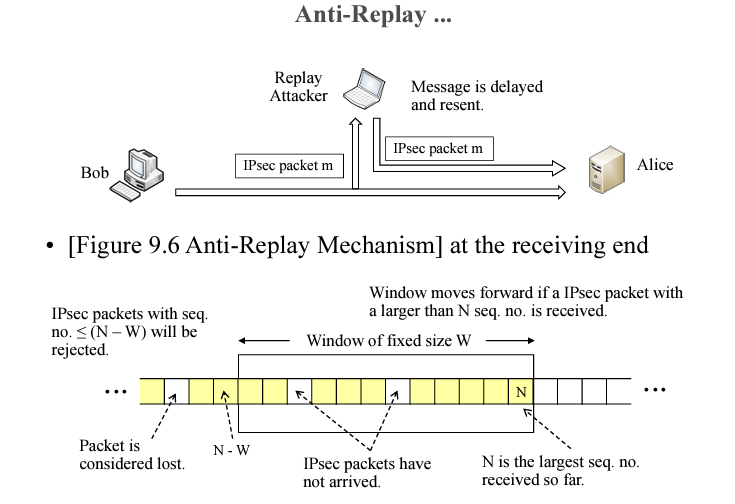 Anti-Replay ...
Replay
Attacker
Message is delayed
and resent.
IPsec packet m
IPsec packet m
Bob
Alice
• [Figure 9.6 Anti-Replay Mechanism] at the receiving end
Window moves forward if a IPsec packet with
a larger than N seq. no. is received.
IPsec packets with seq.
no. ≤ (N – W) will be
rejected.
Window of fixed size W
...
N
...
Packet is
considered lost.
N - W
IPsec packets have
not arrived.
N is the largest seq. no.
received so far.